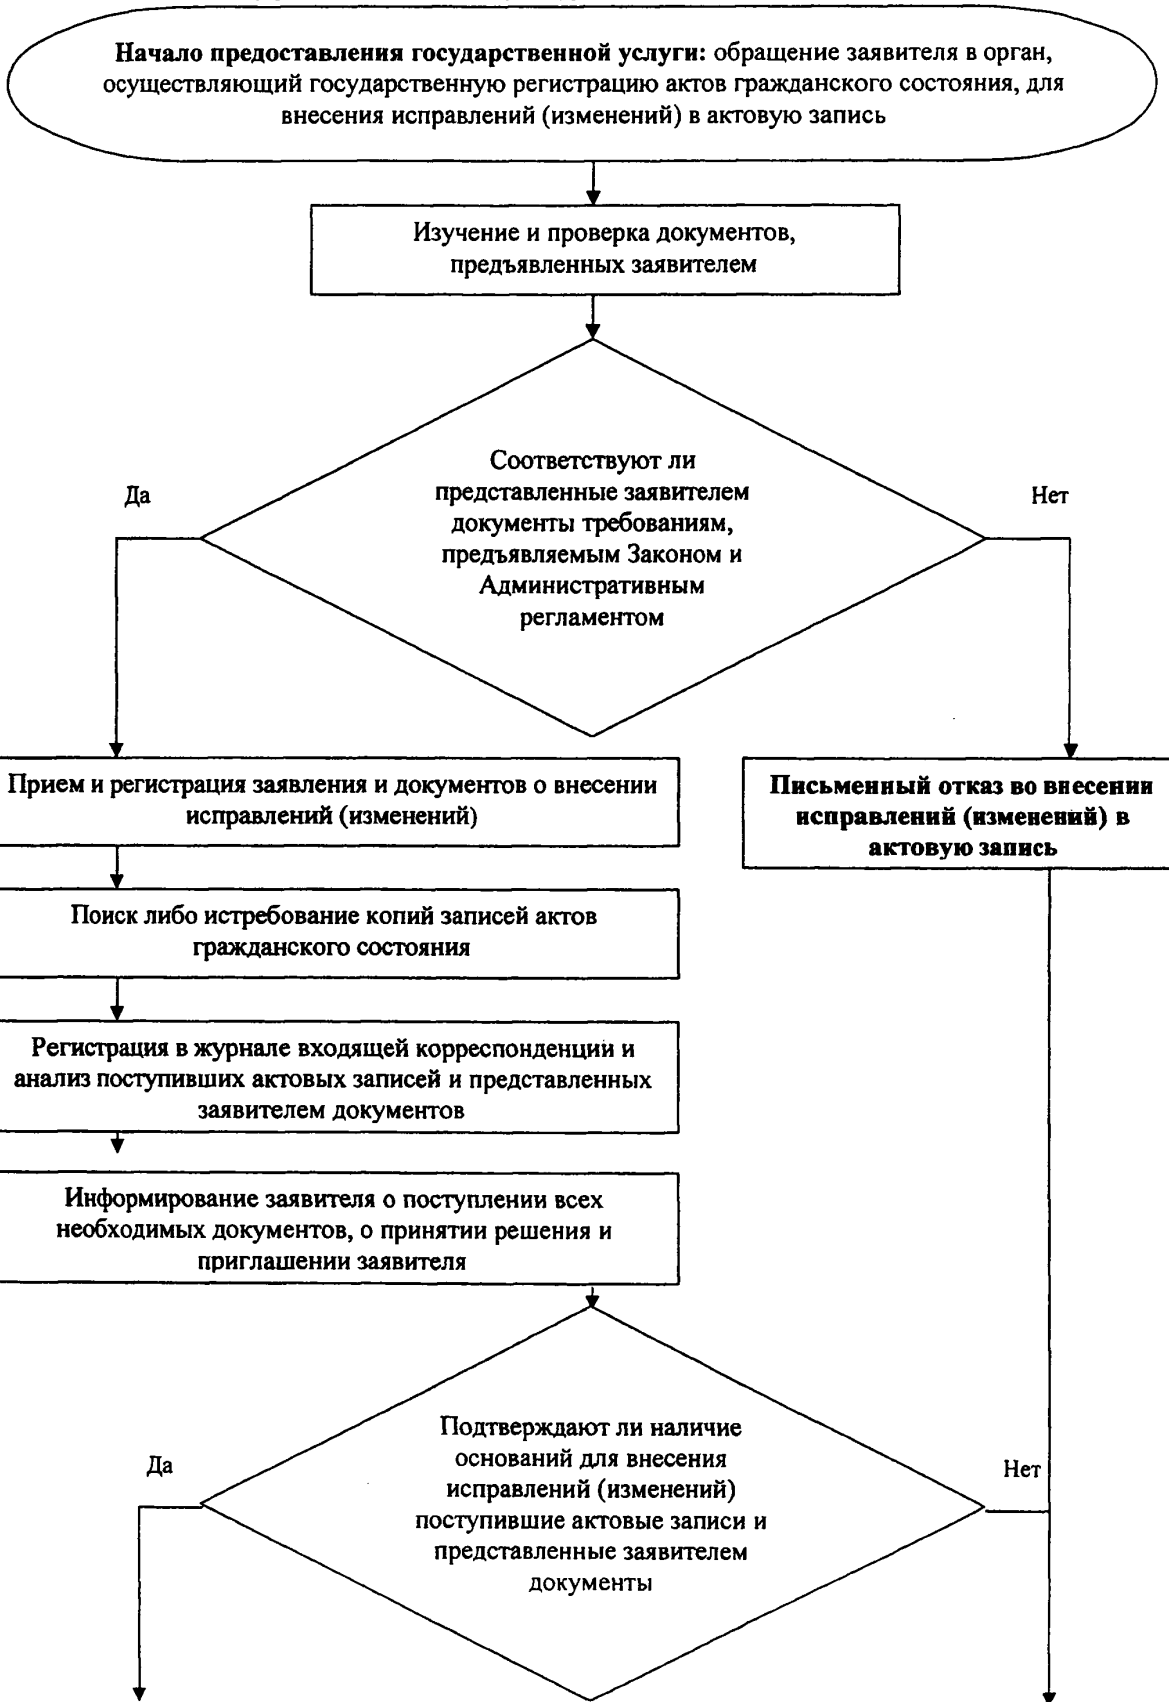 Начало предоставления государственной услуги: обращение заявителя в орган,
осуществляющий государственную регистрацию актов гражданского состояния, для
внесения исправлений (изменений) в актовую запись
Изучение и проверка документов,
предъявленных заявителем
Соответствуют ли
представленные заявителем
документы требованиям,
предъявляемым Законом и
Административным
регламентом
Да
Нет
Прием и регистрация заявления и документов о внесении
исправлений (изменений)
Письменный отказ во внесении
исправлений (изменений) в
актовую запись
Поиск либо истребование копий записей актов
гражданского состояния
Регистрация в журнале входящей корреспонденции и
анализ поступивших актовых записей и представленных
заявителем документов
Информирование заявителя о поступлении всех
необходимых документов, о принятии решения и
приглашении заявителя
Подтверждают ли наличие
оснований для внесения
исправлений (изменений)
поступившие актовые записи и
представленные заявителем
документы
Да
Нет